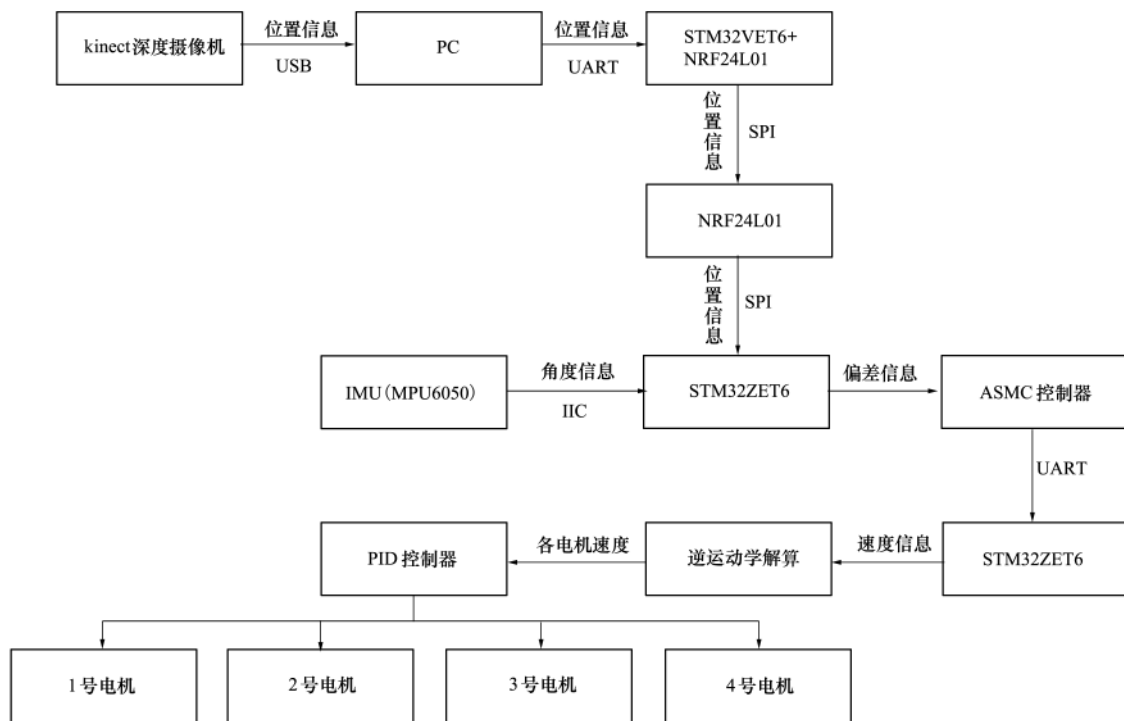 kinect深度摄像机
位置信息
USB
PC
位置信息
UART
STM32VET6+
NRF24L01
位置信息
SPI
NRF24L01
位置信息
SPI
IMU(MPU6050)
角度信息
IIC
STM32ZET6
偏差信息
ASMC 控制器
UART
PID 控制器
各电机速度
逆运动学解算
速度信息
STM32ZET6
1号电机
2号电机
3号电机
4号电机